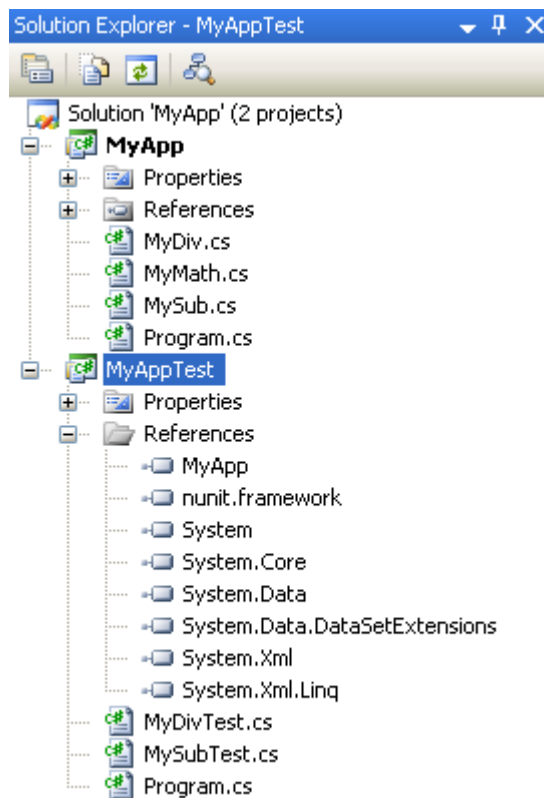 Solution Explorer - MyAppTest
Solution 'MyApp' (2 projects)
MyApp
Properties
References
MyDiv.cs
MyMath.cs
MySub.cs
Program.cs
MyAppTest
Properties
References
MyApp
nunit.framework
System
System.Core
System.Data
System.Data.DataSetExtensions
System.Xml
System.Xml.Linq
MyDivTest.cs
MySubTest.cs
Program.cs